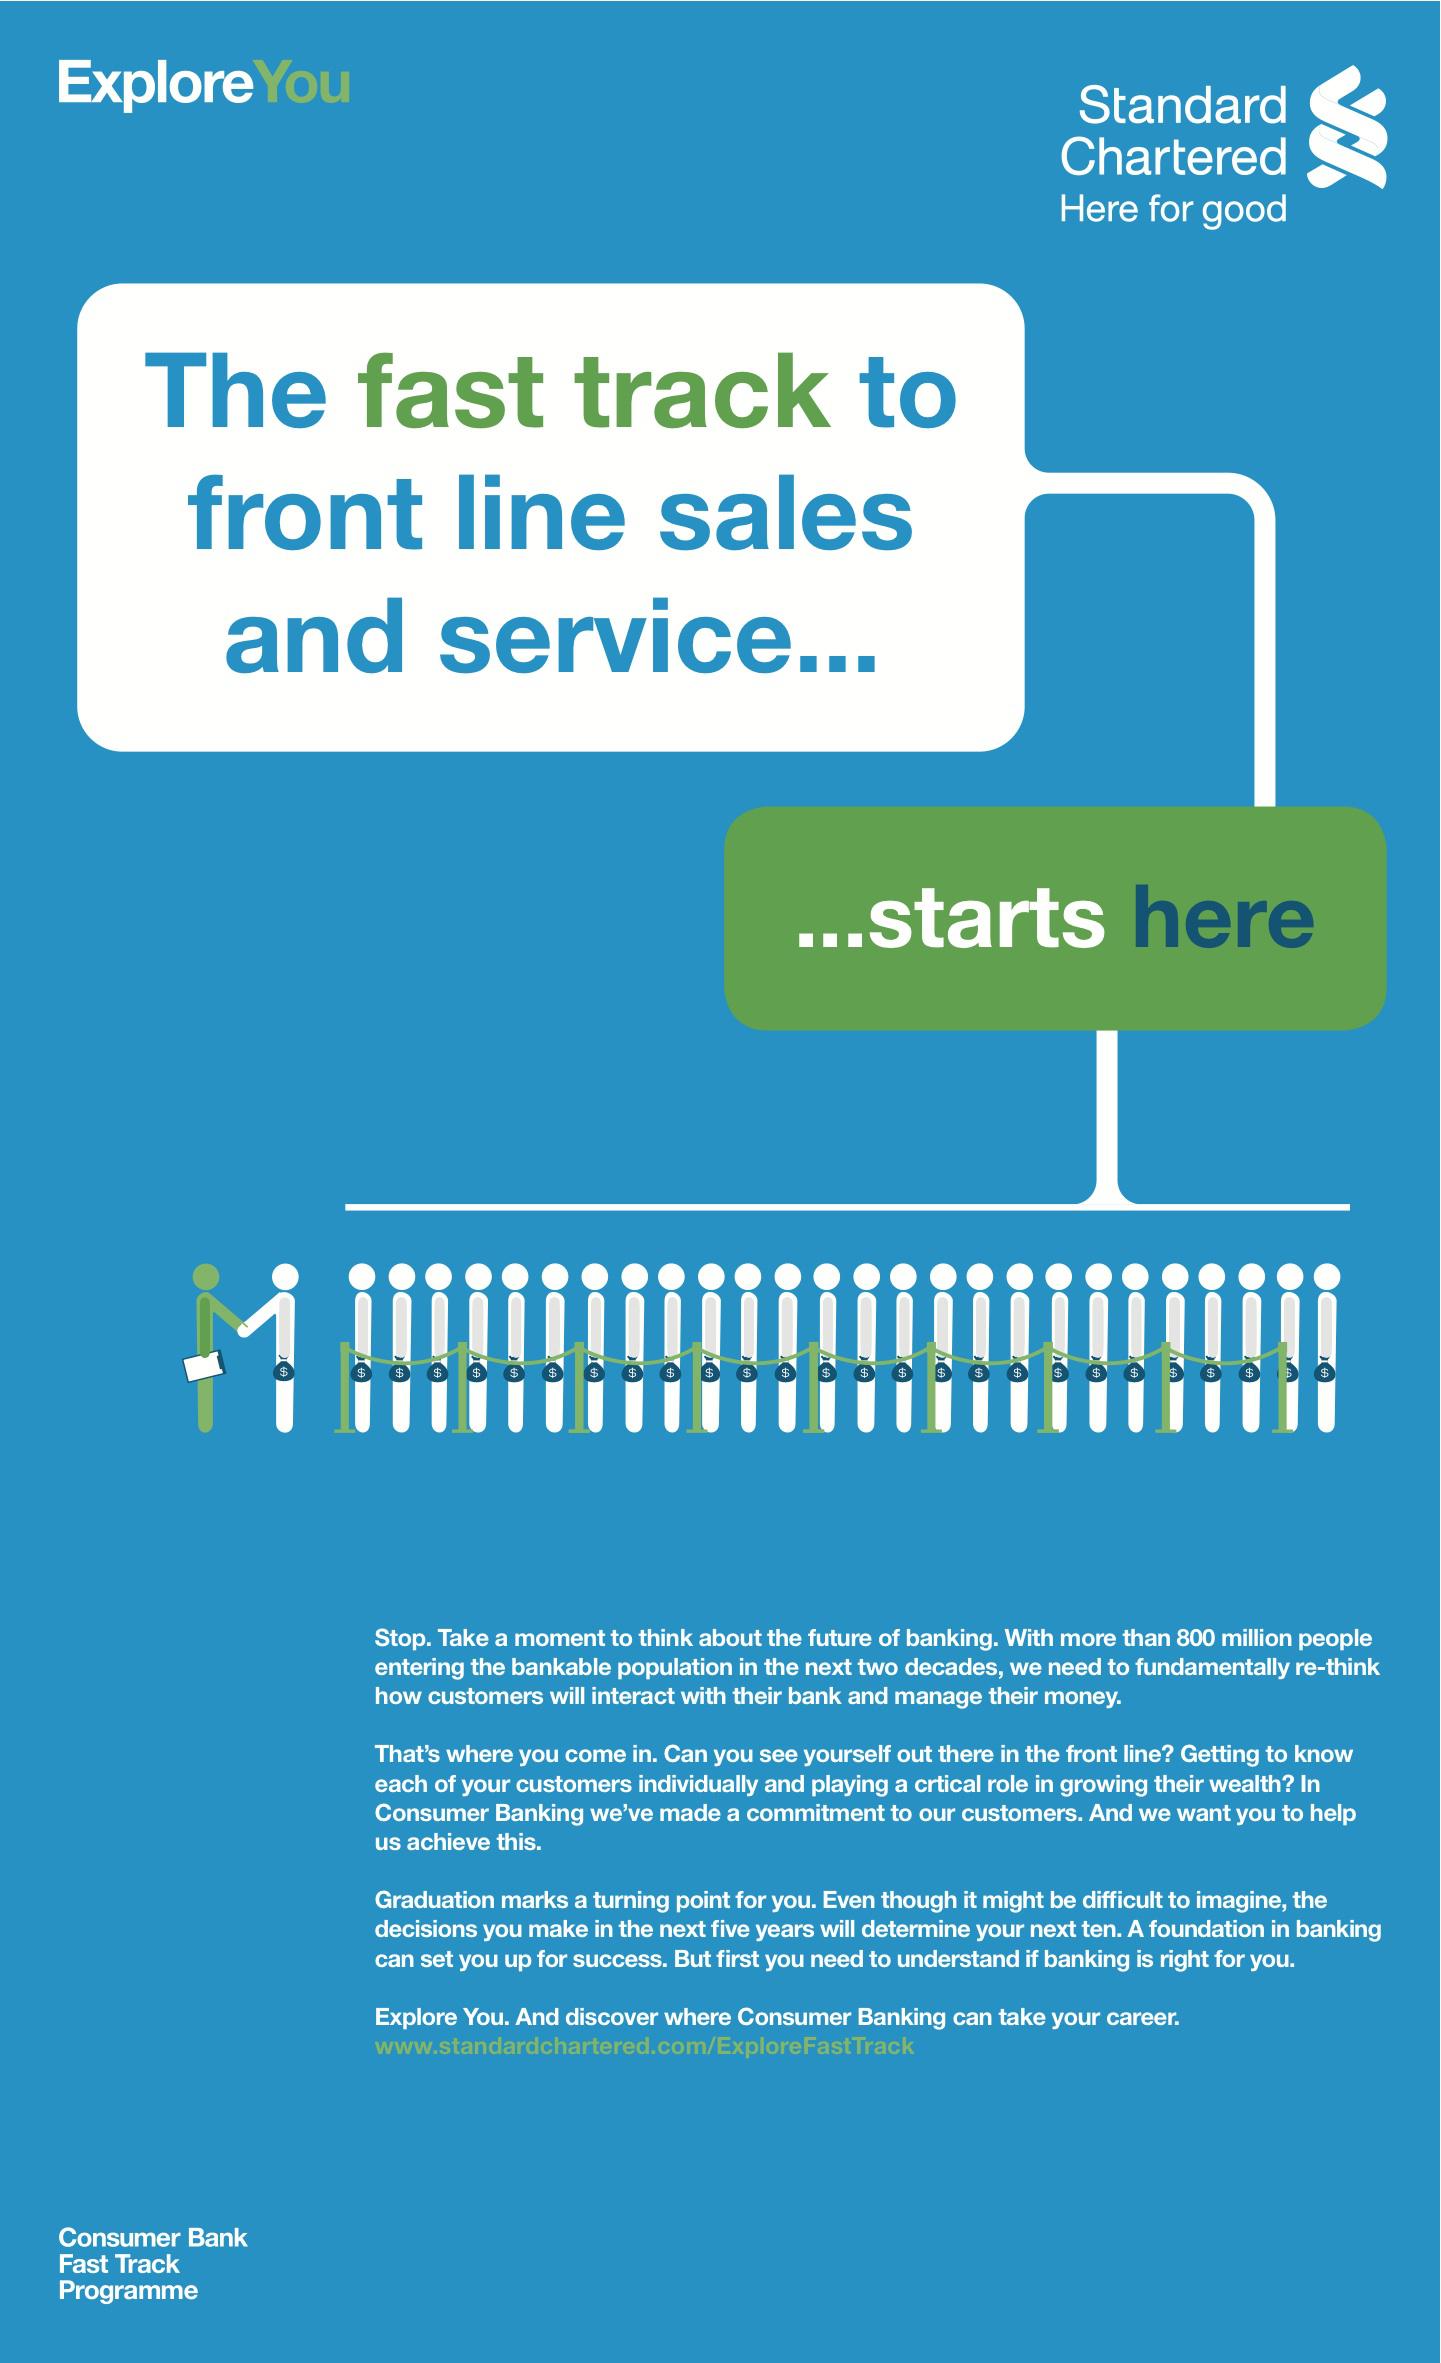 ExploreYou
Standard
Chartered
Here for good
The fast track to
front line sales
and service...
...starts here
$ $ $ $ $ $ $ $ $ $ $ $ $ $ $ $ $ $ $ $ $ $ $ $ $ $ $
Stop. Take a moment to think about the future of banking. With more than 800 million people
entering the bankable population in the next two decades, we need to fundamentally re-think
how customers will interact with their bank and manage their money.
That’s where you come in. Can you see yourself out there in the front line? Getting to know
each of your customers individually and playing a crtical role in growing their wealth? In
Consumer Banking we’ve made a commitment to our customers. And we want you to help
us achieve this.
Graduation marks a turning point for you. Even though it might be difficult to imagine, the
decisions you make in the next five years will determine your next ten. A foundation in banking
can set you up for success. But first you need to understand if banking is right for you.
Explore You. And discover where Consumer Banking can take your career.
www.standardchartered.com/ExploreFastTrack
Consumer Bank
Fast Track
Programme